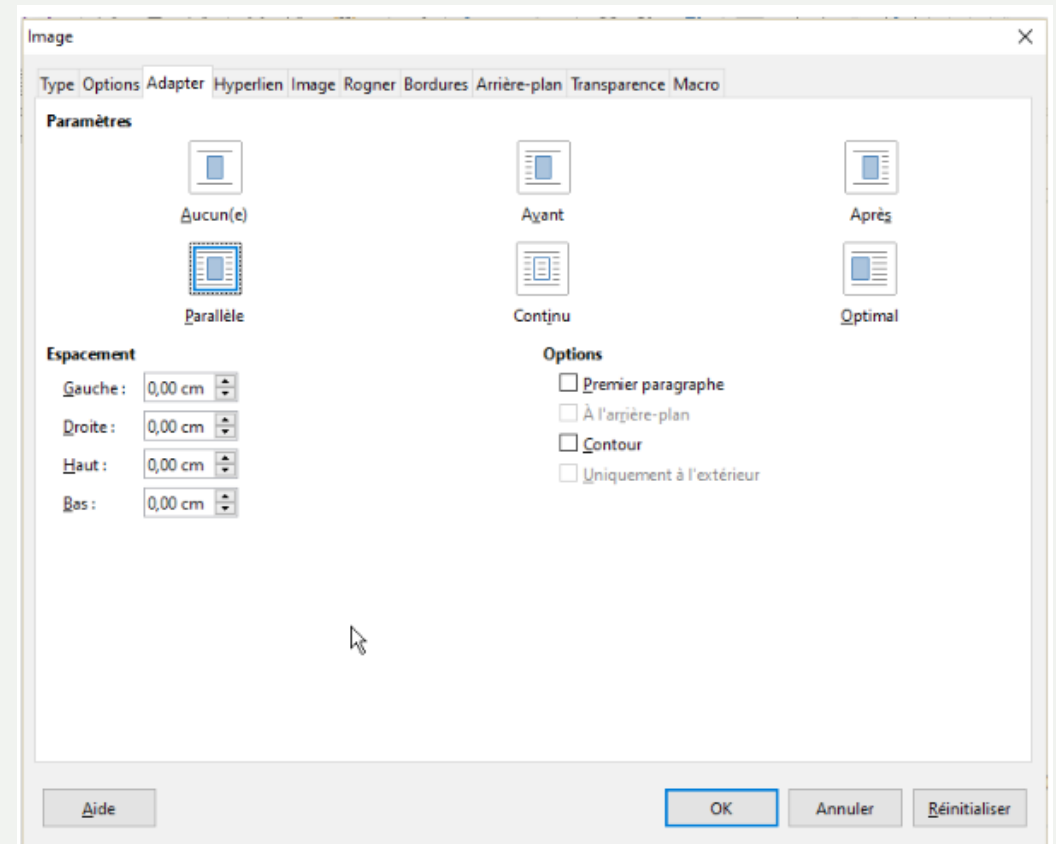 Image
Type Options Adapter Hyperlien Image Rogner Bordures Arrière-plan Transparence Macro
Paramètres
Aucun(e) Avant Après
Parallèle Continu Optimal
Espacement Options
Gauche : 0,00 cm Premier paragraphe
Droite : 0,00 cm À l'arrière-plan
Haut : 0,00 cm Contour
Bas : 0,00 cm Uniquement à l'extérieur
Aide OK Annuler Réinitialiser